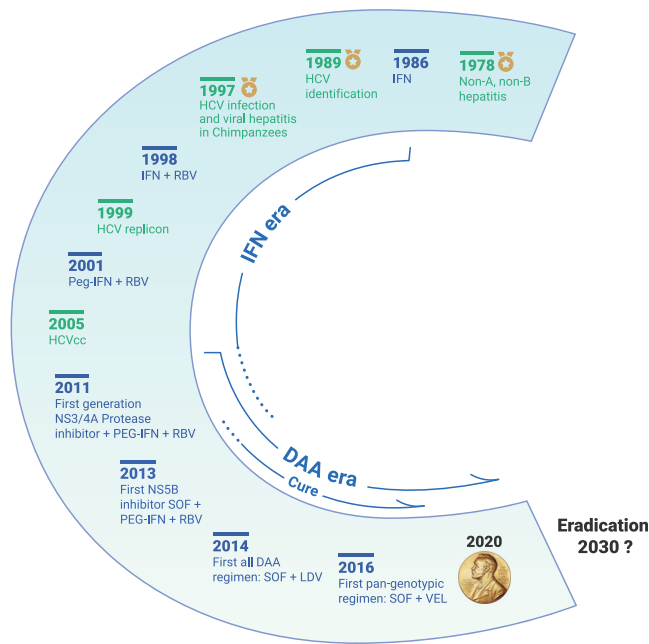 1978
Non-A, non-B
hepatitis
1986
IFN
1989
HCV
identification
1997
HCV infection
and viral hepatitis
in Chimpanzees
1998
IFN + RBV
1999
HCV replicon
2001
Peg-IFN + RBV
2005
HCVcc
2011
First generation
NS3/4A Protease
inhibitor + PEG-IFN + RBV
2013
First NS5B
inhibitor SOF +
PEG-IFN + RBV
2014
First all DAA
regimen: SOF + LDV
2016
First pan-genotypic
regimen: SOF + VEL
2020
Eradication
2030 ?
IFN era
DAA era
Cure